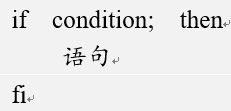 if condition; then
语句
fi